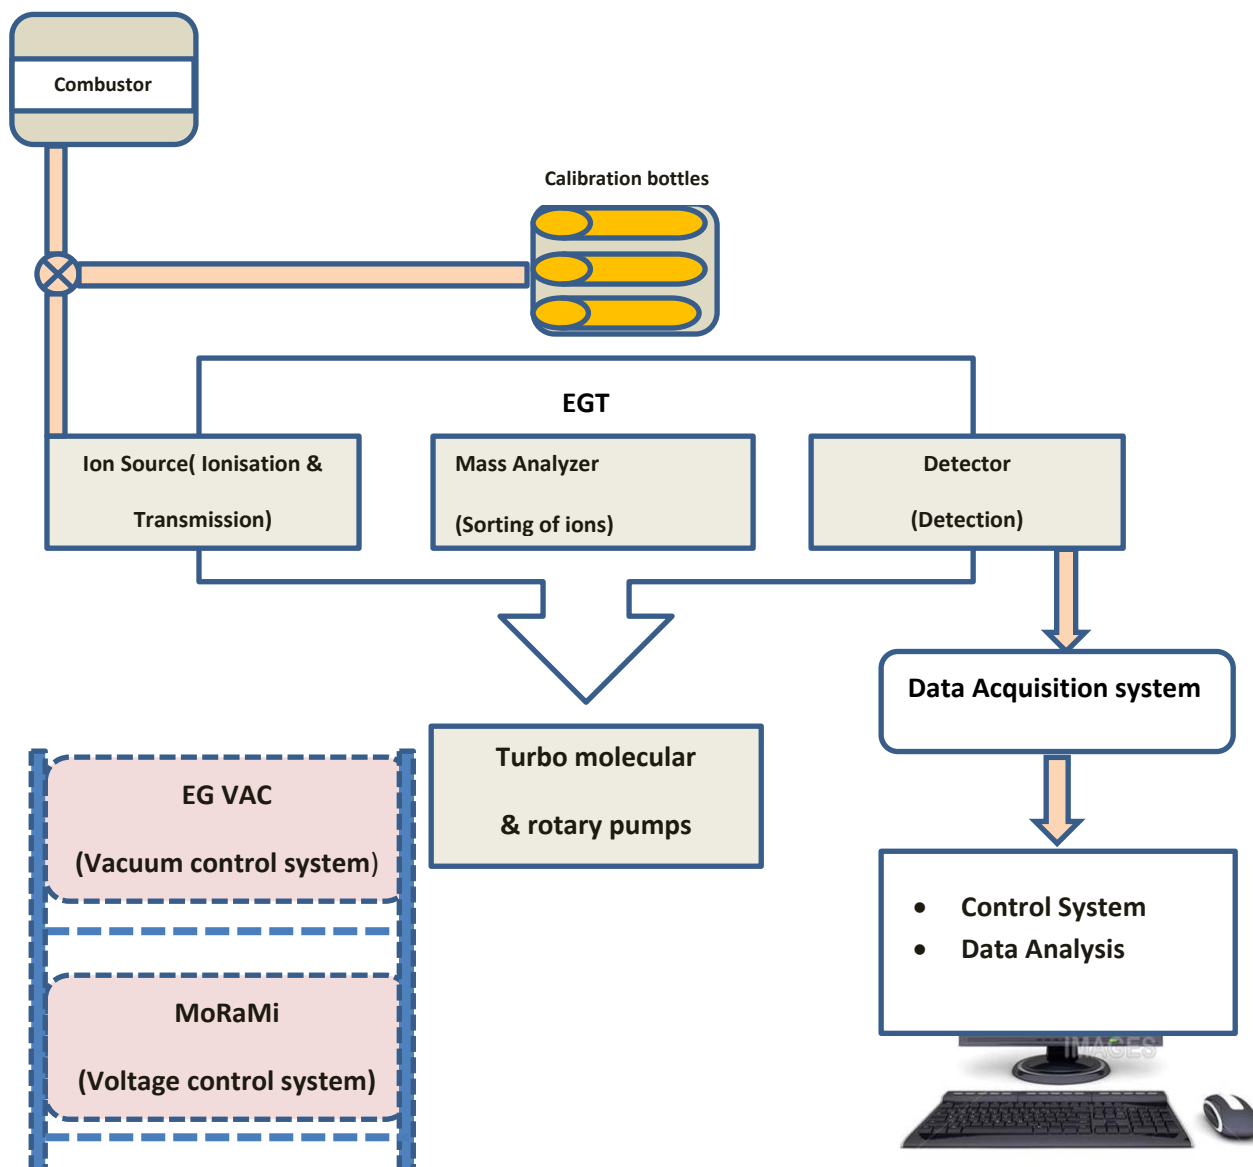 Combustor
Calibration bottles
EGT
Ion Source( Ionisation &
Transmission)
Mass Analyzer
(Sorting of ions)
Detector
(Detection)
Data Acquisition system
Turbo molecular
& rotary pumps
EG VAC
(Vacuum control system)
• Control System
• Data Analysis
MoRaMi
(Voltage control system)
IMAGES